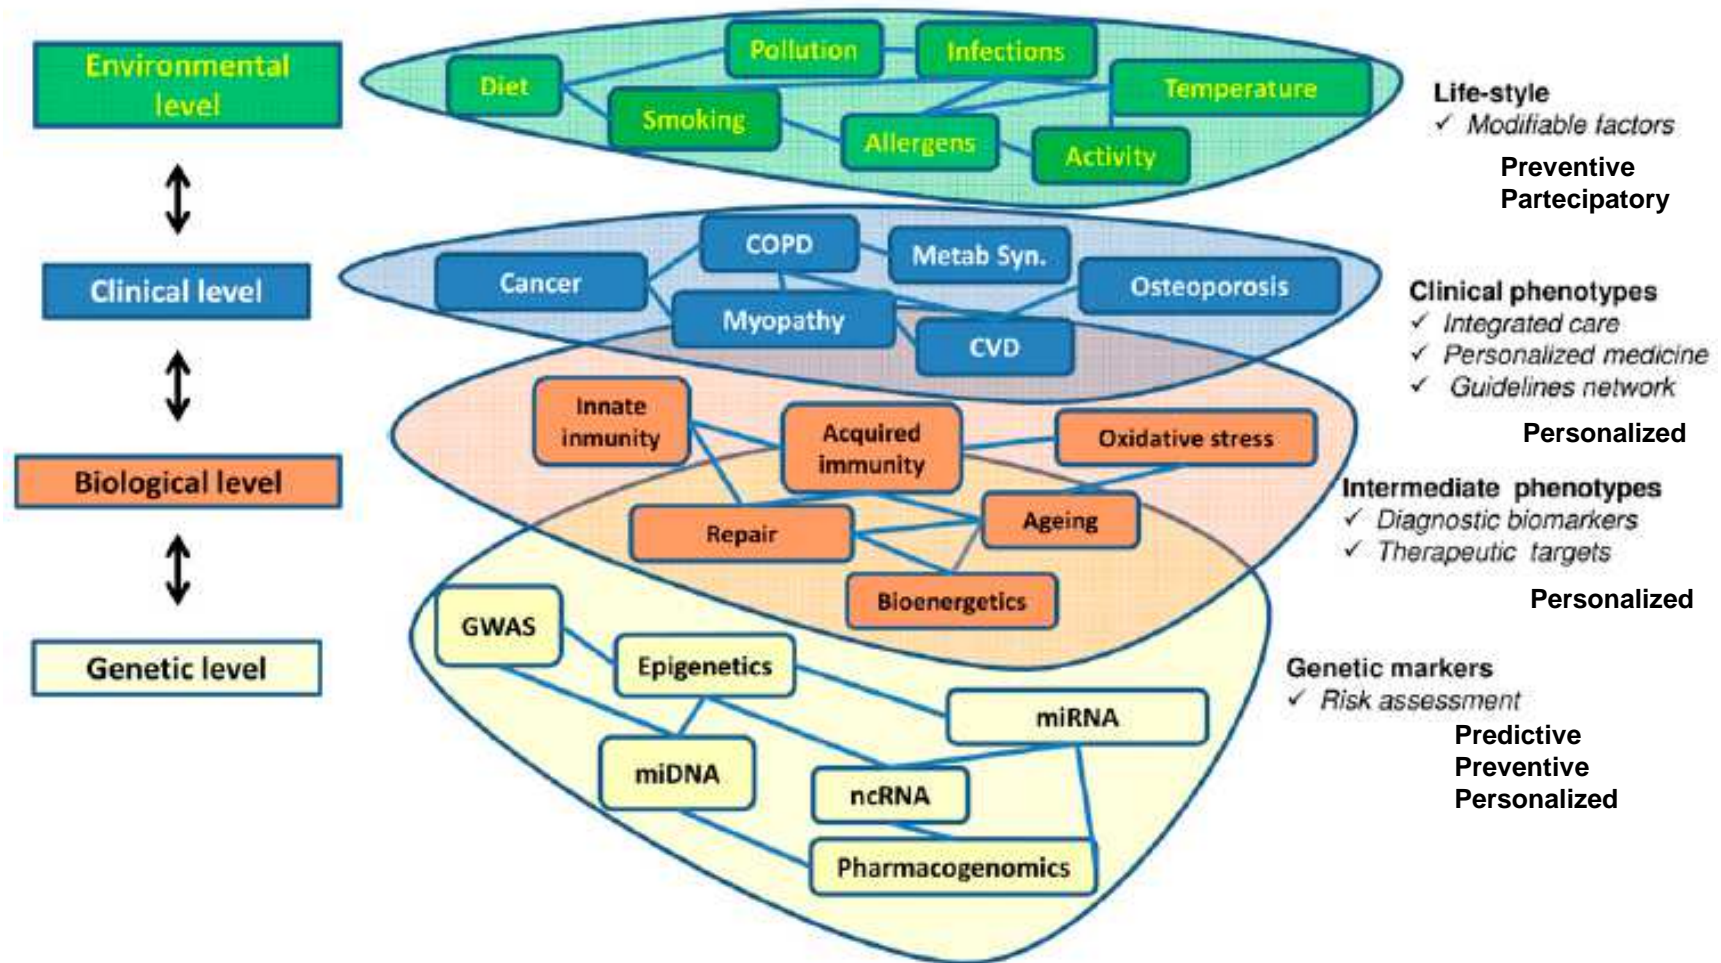 Environmental
level
Pollution
Infections
Diet
Temperature
Smoking
Allergens
Activity
Life-style
✓ Modifiable factors
Preventive
Partecipatory
Clinical level
COPD
Metab Syn.
Cancer
Osteoporosis
Myopathy
CVD
Clinical phenotypes
✓ Integrated care
✓ Personalized medicine
✓ Guidelines network
Personalized
Biological level
Innate
inmunity
Acquired
immunity
Oxidative stress
Repair
Ageing
Bioenergetics
Intermediate phenotypes
✓ Diagnostic biomarkers
✓ Therapeutic targets
Personalized
Genetic level
GWAS
Epigenetics
miRNA
miDNA
ncRNA
Pharmacogenomics
Genetic markers
✓ Risk assessment
Predictive
Preventive
Personalized